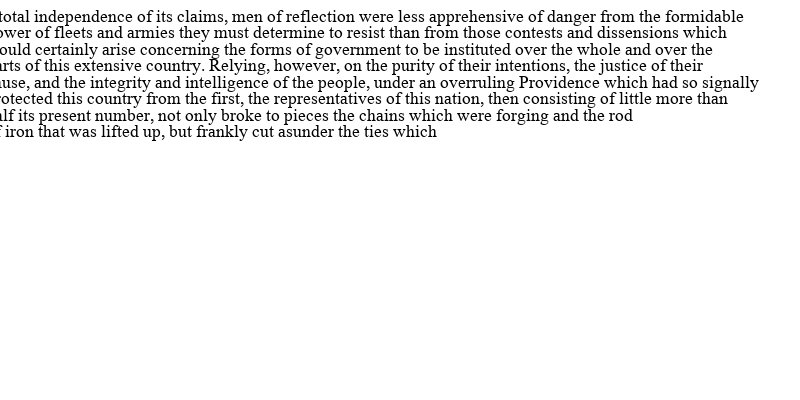 total independence of its claims, men of reflection were less apprehensive of danger from the formidable
ower of fleets and armies they must determine to resist than from those contests and dissensions which
ould certainly arise concerning the forms of government to be instituted over the whole and over the
arts of this extensive country. Relying, however, on the purity of their intentions, the justice of their
ause, and the integrity and intelligence of the people, under an overruling Providence which had so signally
rotected this country from the first, the representatives of this nation, then consisting of little more than
alf its present number, not only broke to pieces the chains which were forging and the rod
f iron that was lifted up, but frankly cut asunder the ties which